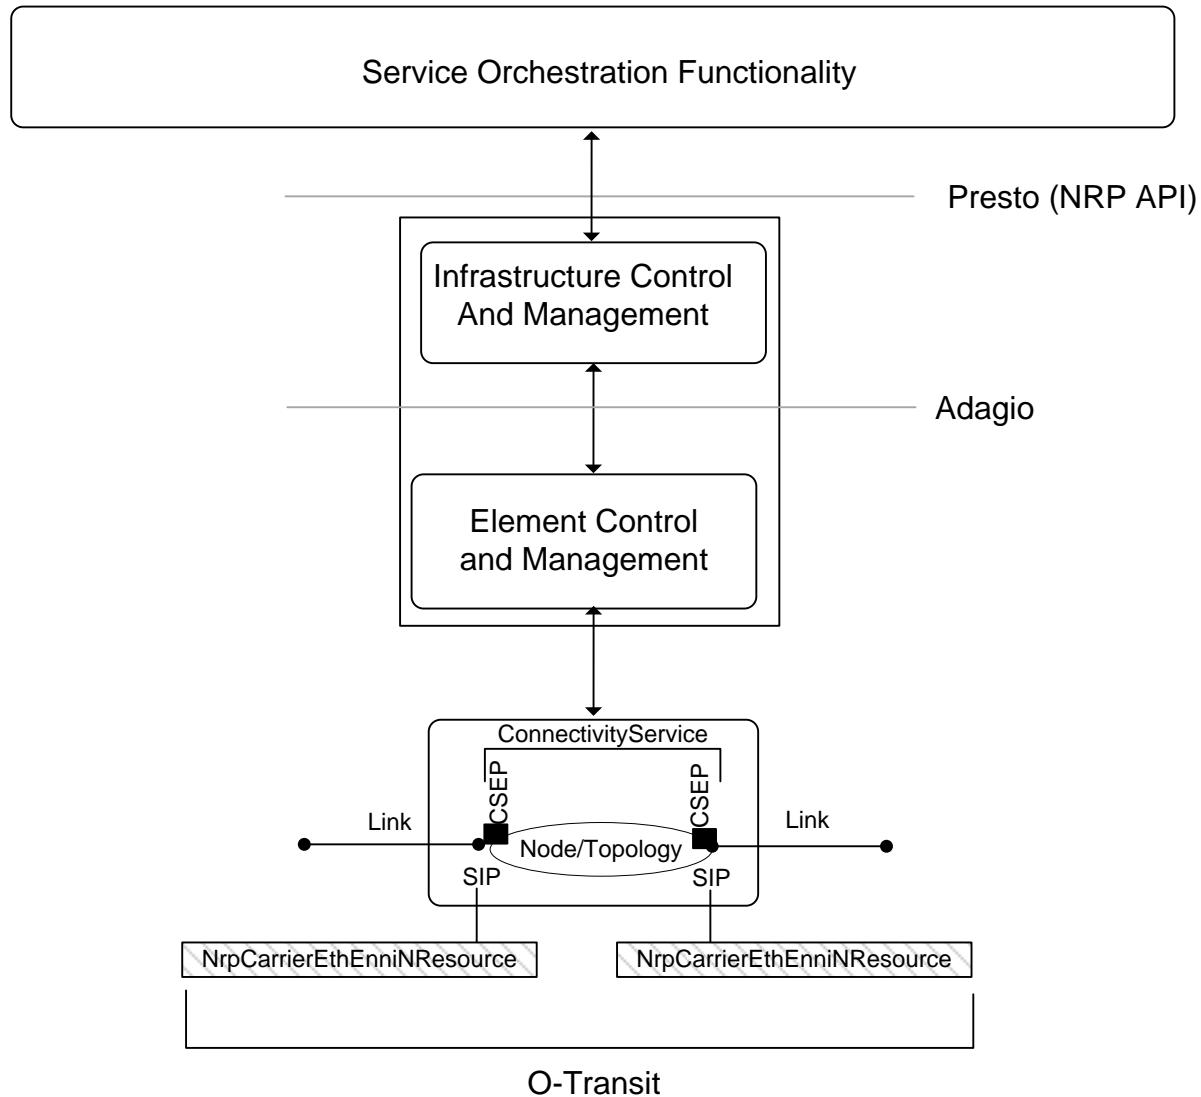 Service Orchestration Functionality
Presto (NRP API)
Infrastructure Control
And Management
Adagio
Element Control
and Management
ConnectivityService
CSEP
CSEP
Link
Link
Node/Topology
SIP
SIP
NrpCarrierEthEnniNResource
NrpCarrierEthEnniNResource
O-Transit